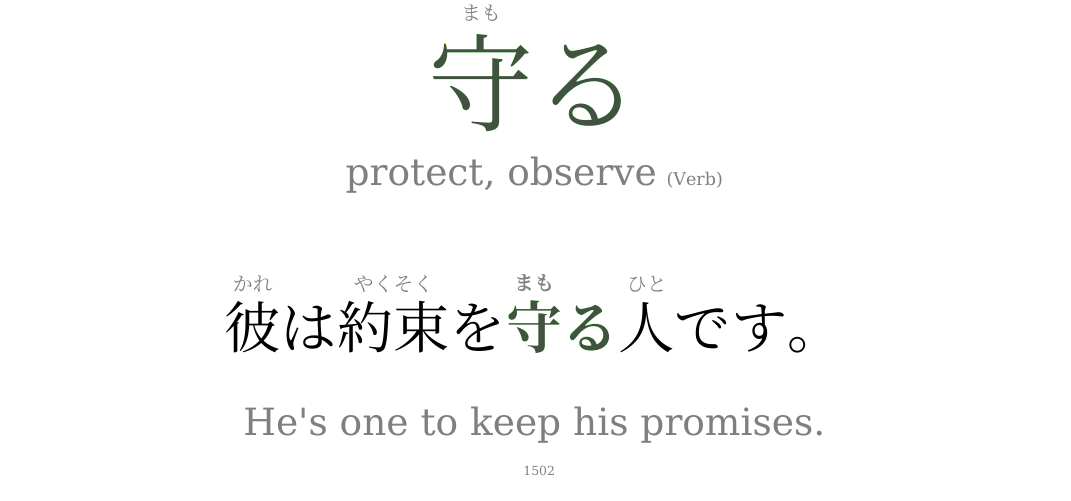 まも
守る
protect, observe (Verb)
かれ やくそく まも ひと
彼は約束を守る人です。
He's one to keep his promises.
1502